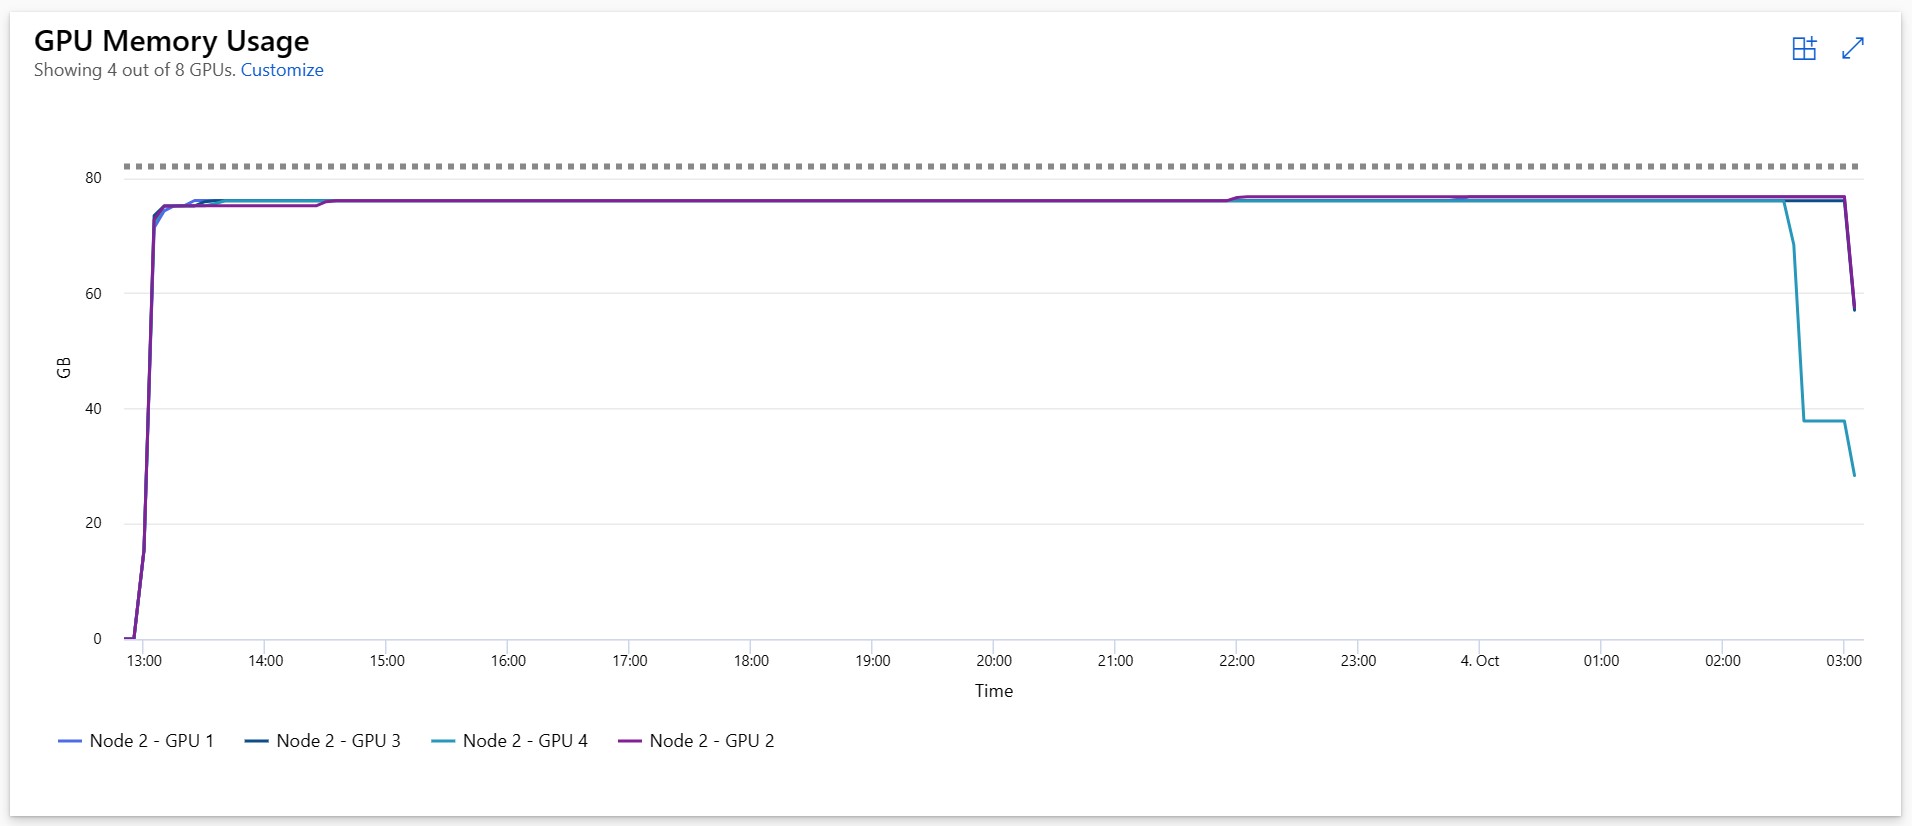 GPU Memory Usage
Showing 4 out of 8 GPUs. Customize
80
60
40
20
0
GB
13:00 14:00 15:00 16:00 17:00 18:00 19:00 20:00 21:00 22:00 23:00 4. Oct 01:00 02:00 03:00
Time
Node 2 - GPU 1 Node 2 - GPU 3 Node 2 - GPU 4 Node 2 - GPU 2